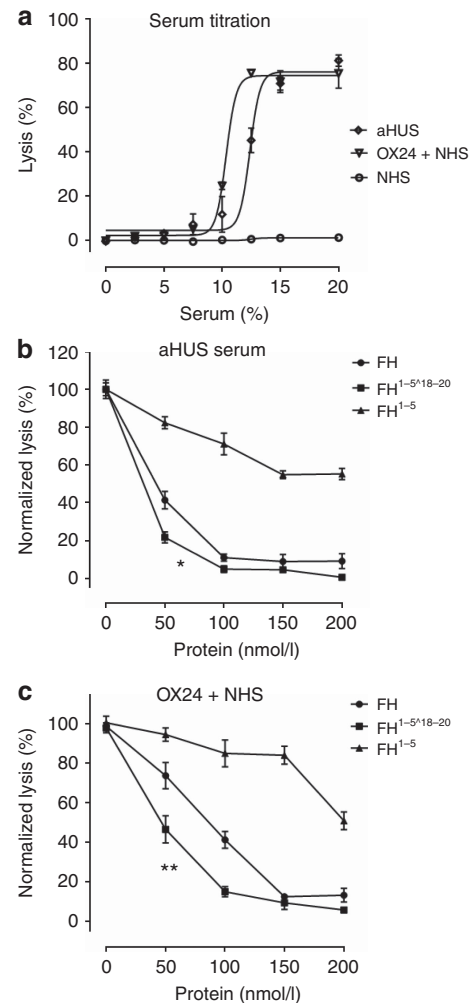 a
Serum titration
100
80
60
40
20
0
Lysis (%)
0 5 10 15 20
Serum (%)
aHUS
OX24 + NHS
NHS
b
aHUS serum
120
100
80
60
40
20
0
Normalized lysis (%)
*
0 50 100 150 200
Protein (nmol/l)
FH
FH1–5^18–20
FH1–5
c
OX24 + NHS
100
80
60
40
20
0
Normalized lysis (%)
**
0 50 100 150 200
Protein (nmol/l)
FH
FH1–5^18–20
FH1–5